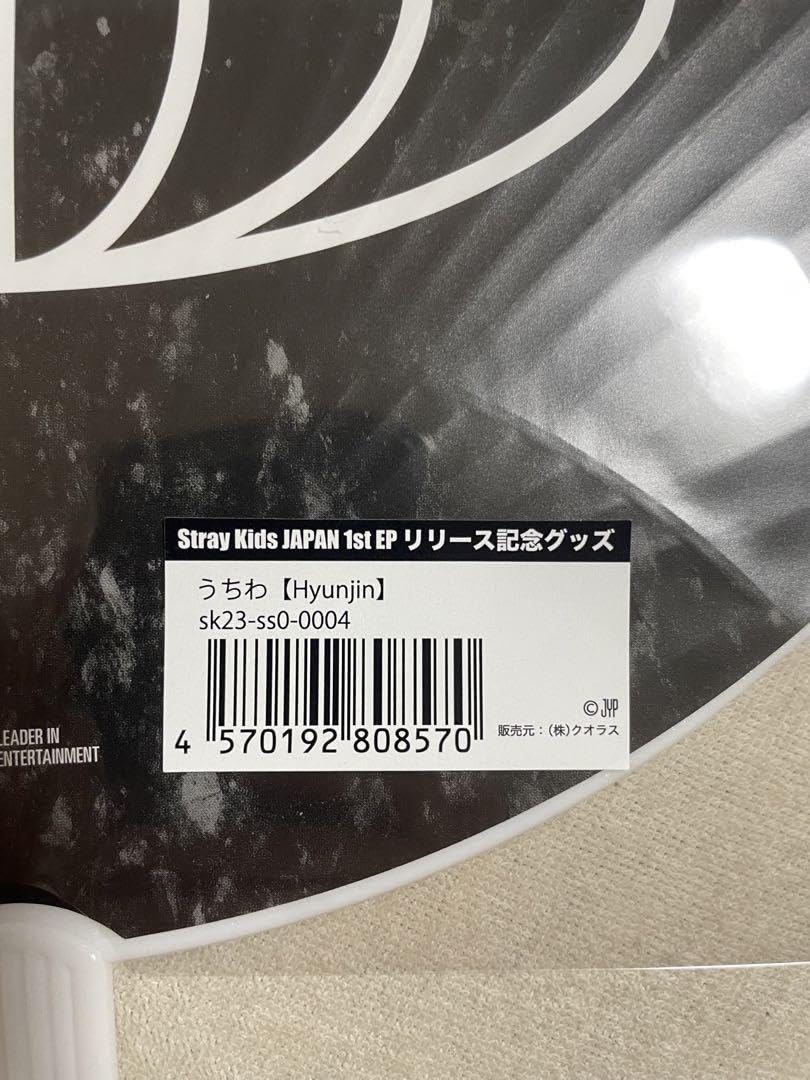 Stray Kids JAPAN 1st EP リリース記念グッズ
うちわ【Hyunjin】
sk23-ss0-0004
4 570192 808570
© JYP
販売元：(株)クオラス
LEADER IN
ENTERTAINMENT